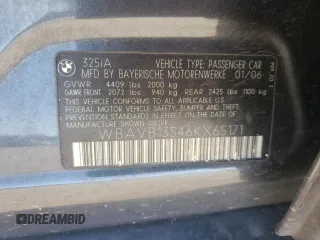 325iA
VEHICLE TYPE: PASSENGER CAR
MFD BY BAYERISCHE MOTORENWERKE 01/06
GVWR 4409 lbs 2000 kg
GAWR FRONT 2072 lbs 940 kg REAR 2425 lbs 1100 kg
THIS VEHICLE CONFORMS TO ALL APPLICABLE
FEDERAL MOTOR VEHICLE SAFETY, BUMPER AND THEFT
PREVENTION STANDARDS IN EFFECT ON THE DATE OF
MANUFACTURE SHOWN ABOVE
© DIAMOND BID